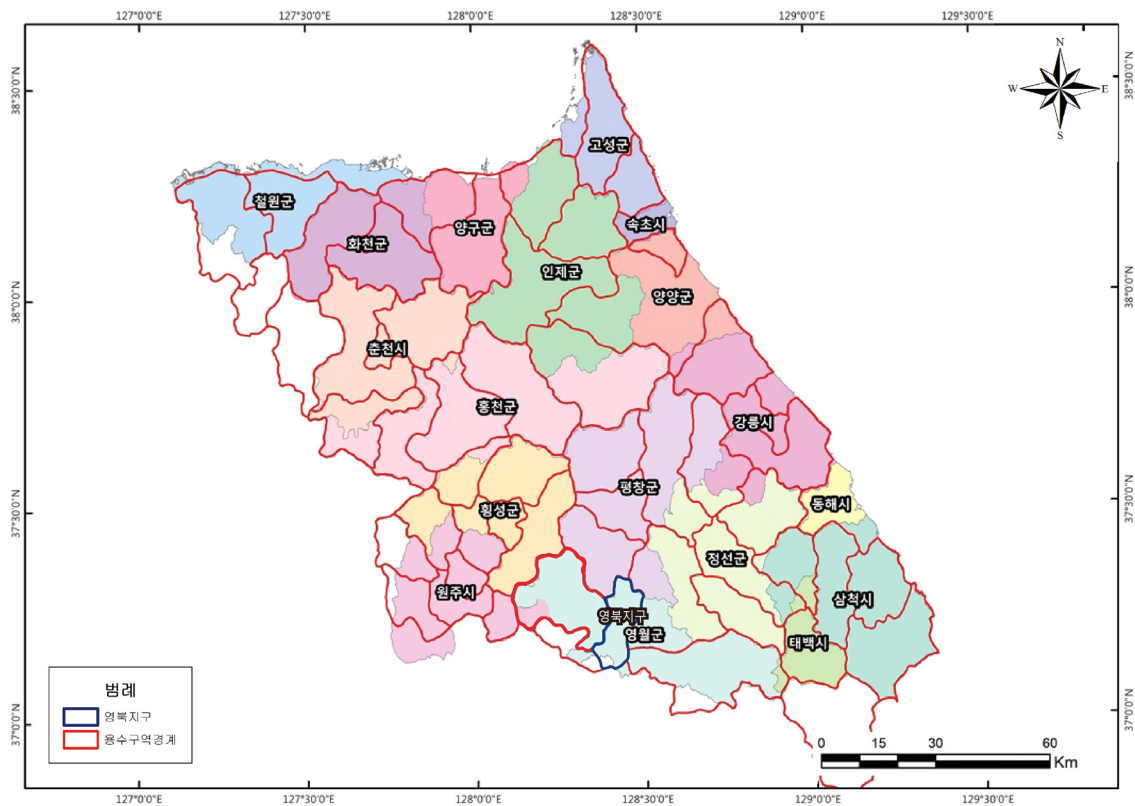 127°0'0"E 127°30'0"E 128°0'0"E 128°30'0"E 129°0'0"E 129°30'0"E
N
W E
S
38°30'0"N 38°30'0"N
고성군
철원군 속초시
화천군 양구군
인제군
양양군
38°0'0"N 38°0'0"N
춘천시
홍천군
강릉시
평창군
횡성군 동해시
37°30'0"N 37°30'0"N
정선군
원주시 삼척시
영북지구
영월군
태백시
범례
영북지구
용수구역경계
37°0'0"N 37°0'0"N
0 15 30 60
Km
127°0'0"E 127°30'0"E 128°0'0"E 128°30'0"E 129°0'0"E 129°30'0"E